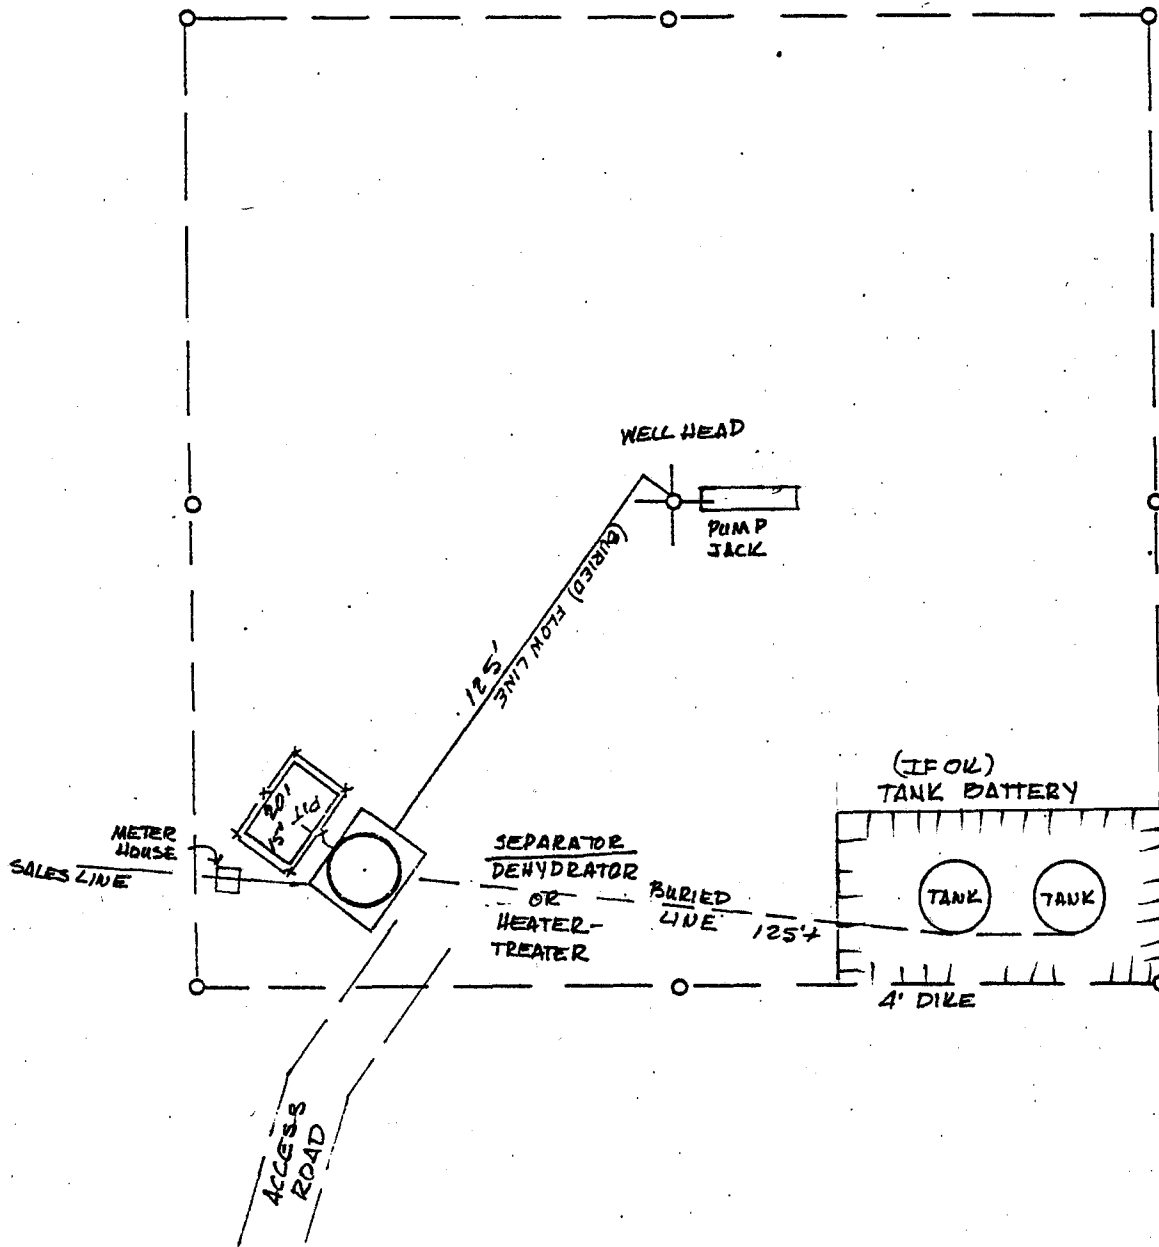 WELL HEAD
PUMP
JACK
(BURIED) FLOW LINE
125'
(IF OIL)
TANK BATTERY
PIT
20'
15'
METER
HOUSE
SALES LINE
SEPARATOR
DEHYDRATOR
OR
HEATER-
TREATER
BURIED
LINE
125'±
TANK
TANK
4' DIKE
ACCESS
ROAD